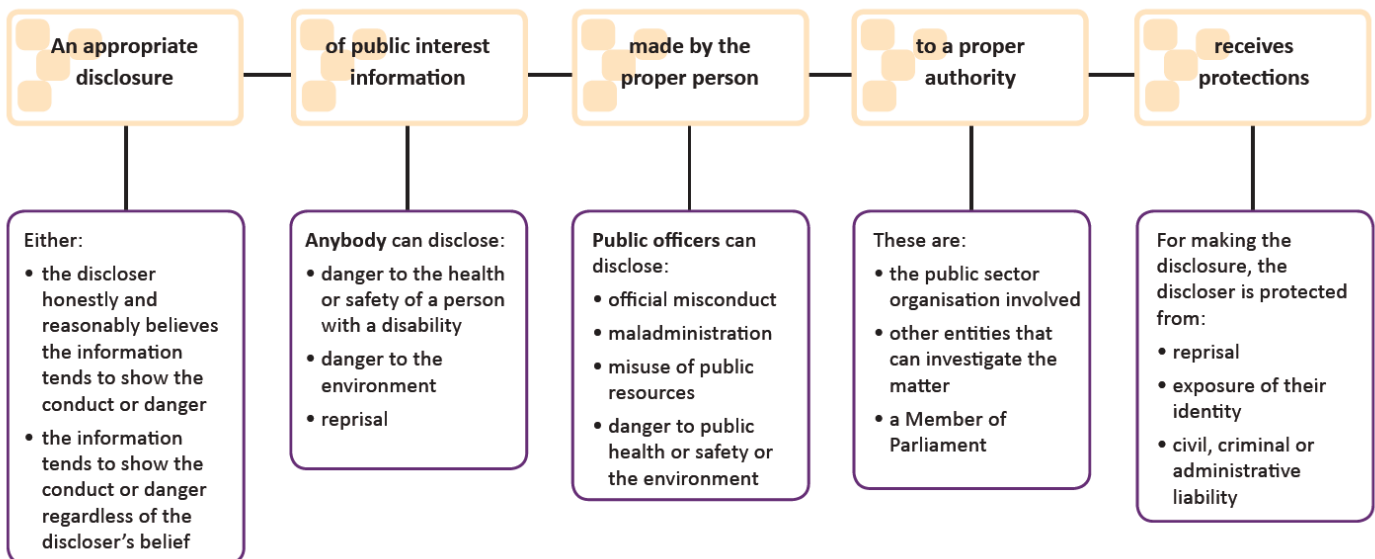 An appropriate
disclosure
of public interest
information
made by the
proper person
to a proper
authority
receives
protections
Either:
• the discloser
honestly and
reasonably believes
the information
tends to show the
conduct or danger
• the information
tends to show the
conduct or danger
regardless of the
discloser’s belief
Anybody can disclose:
• danger to the health
or safety of a person
with a disability
• danger to the
environment
• reprisal
Public officers can
disclose:
• official misconduct
• maladministration
• misuse of public
resources
• danger to public
health or safety or
the environment
These are:
• the public sector
organisation involved
• other entities that
can investigate the
matter
• a Member of
Parliament
For making the
disclosure, the
discloser is protected
from:
• reprisal
• exposure of their
identity
• civil, criminal or
administrative
liability